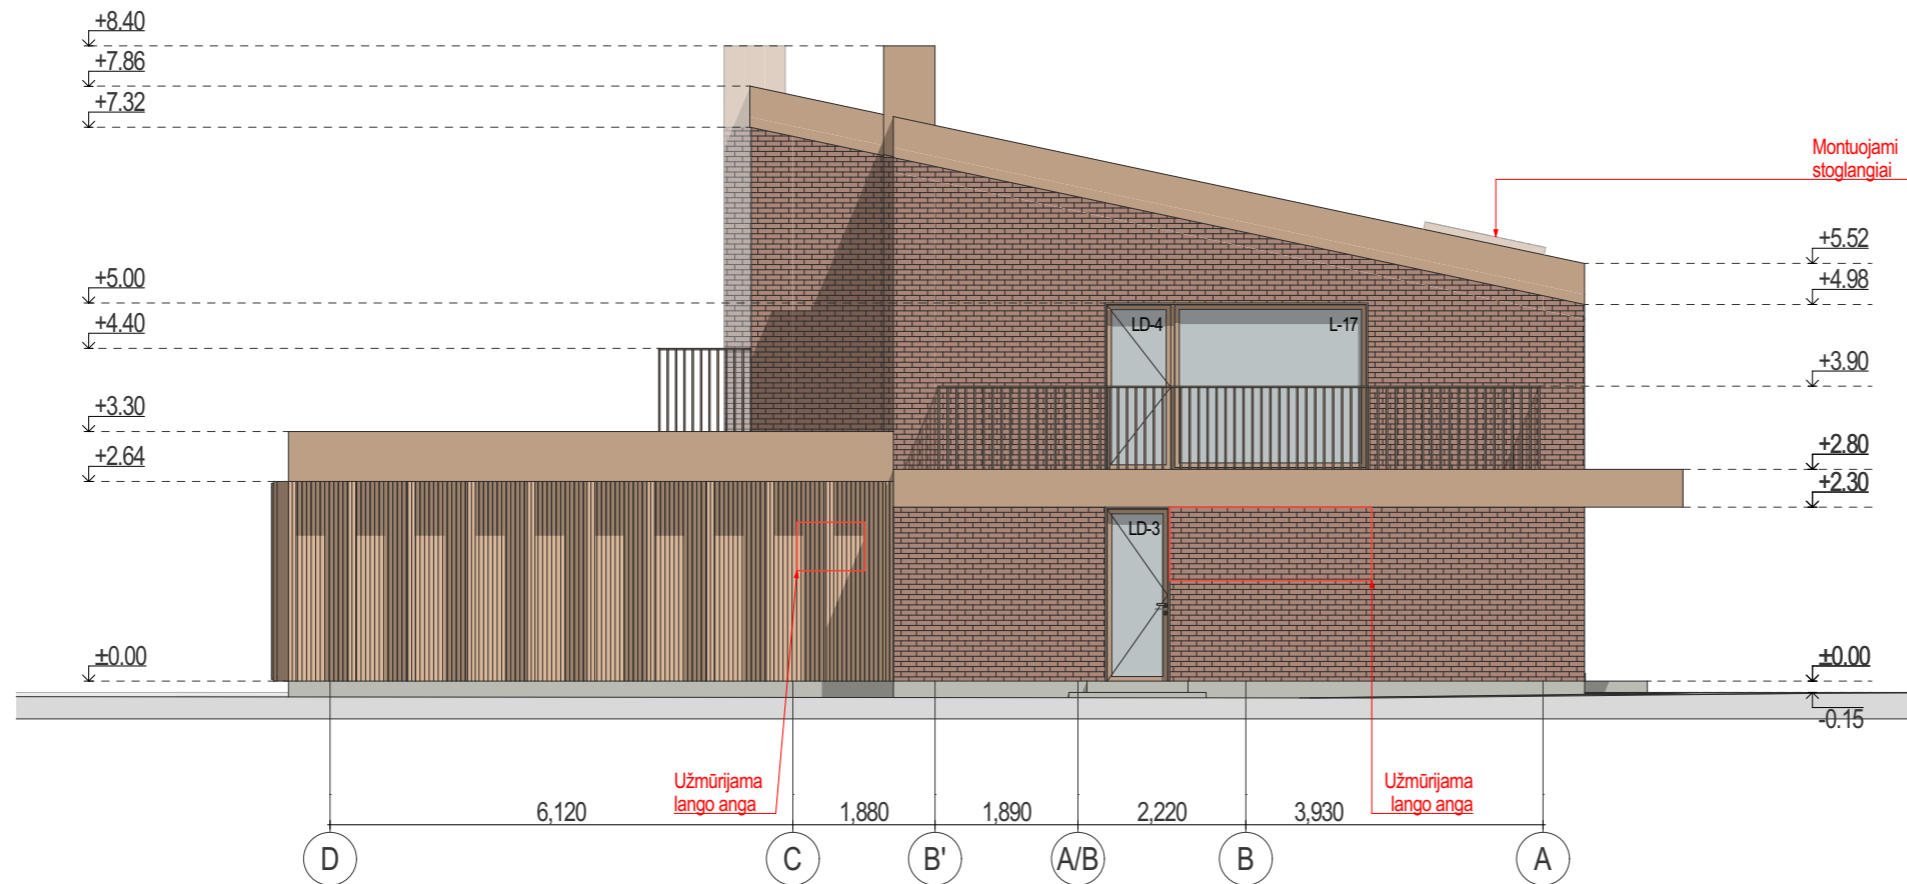 +8.40
+7.86
+7.32
Montuojami
stoglangiai
+5.52
+5.00
+4.98
LD-4
L-17
+4.40
+3.90
+3.30
+2.80
+2.64
+2.30
LD-3
±0.00
±0.00
-0.15
Užmūrijama
lango anga
Užmūrijama
lango anga
6,120
1,880
1,890
2,220
3,930
D
C
B'
A/B
B
A